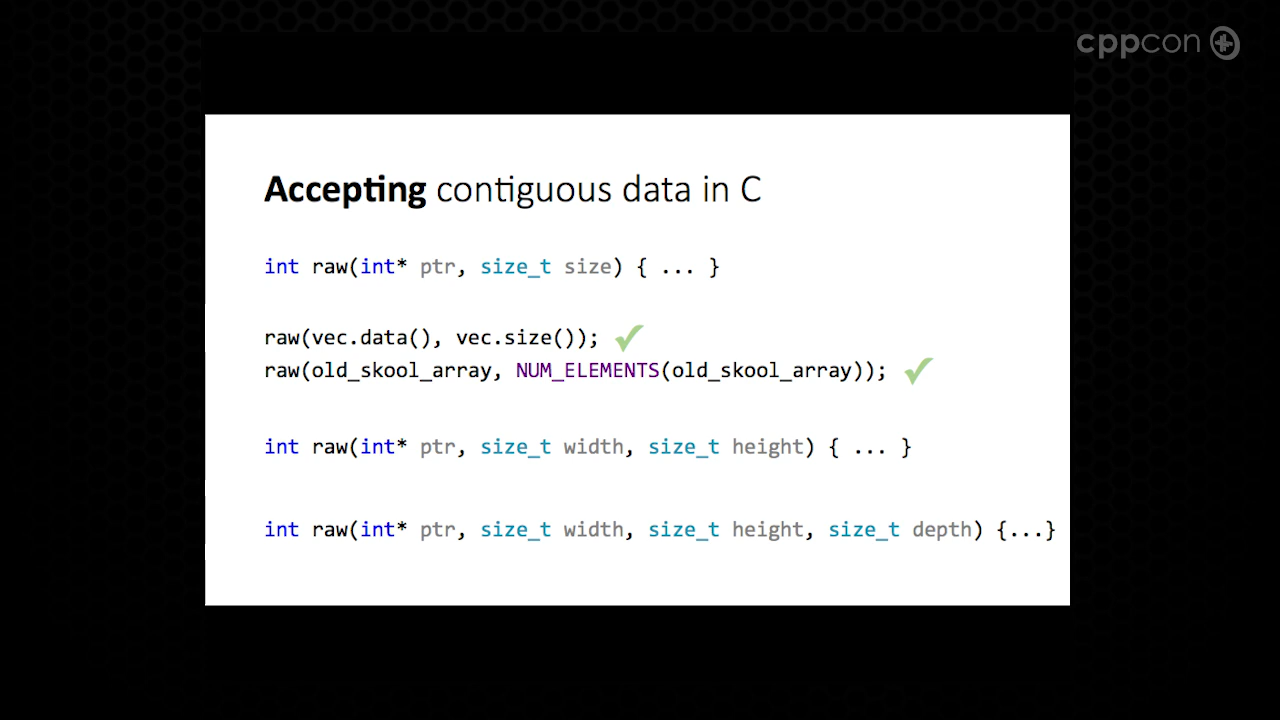 cppcon
Accepting contiguous data in C
int raw(int* ptr, size_t size) { ... }
raw(vec.data(), vec.size());
raw(old_skool_array, NUM_ELEMENTS(old_skool_array));
int raw(int* ptr, size_t width, size_t height) { ... }
int raw(int* ptr, size_t width, size_t height, size_t depth) {...}